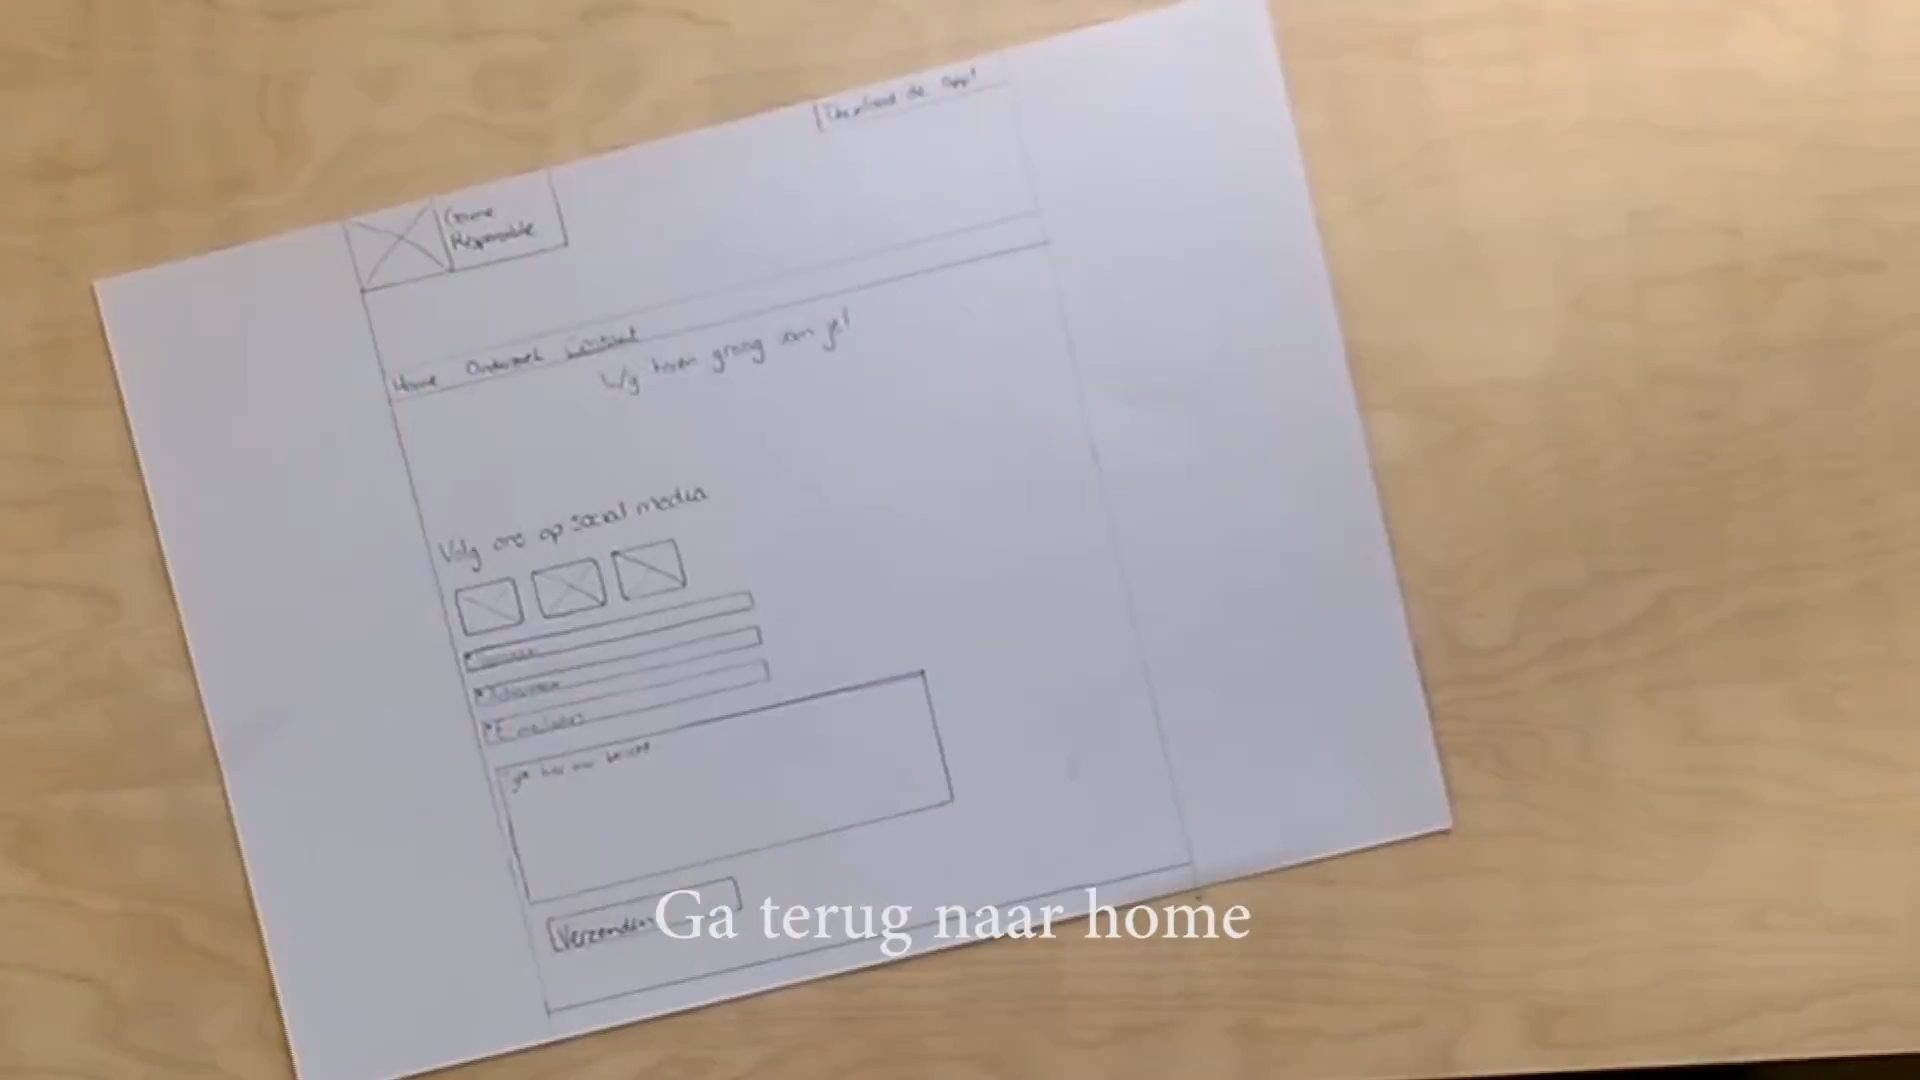 Download de app!
Game
Responsible
Home Onderzoek Contact
Wij horen graag van je!
Volg ons op social media
Verzenden
Ga terug naar home